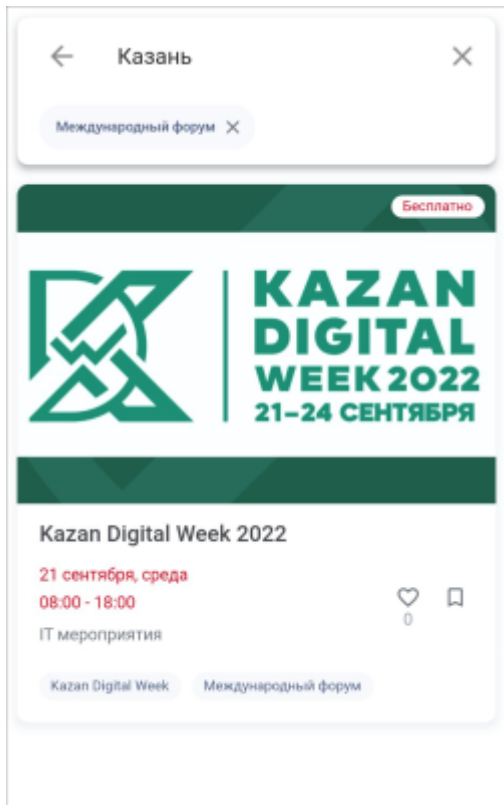 Казань
Международный форум
Бесплатно
KAZAN
DIGITAL
WEEK 2022
21–24 СЕНТЯБРЯ
Kazan Digital Week 2022
21 сентября, среда
08:00 - 18:00
0
IT мероприятия
Kazan Digital Week Международный форум